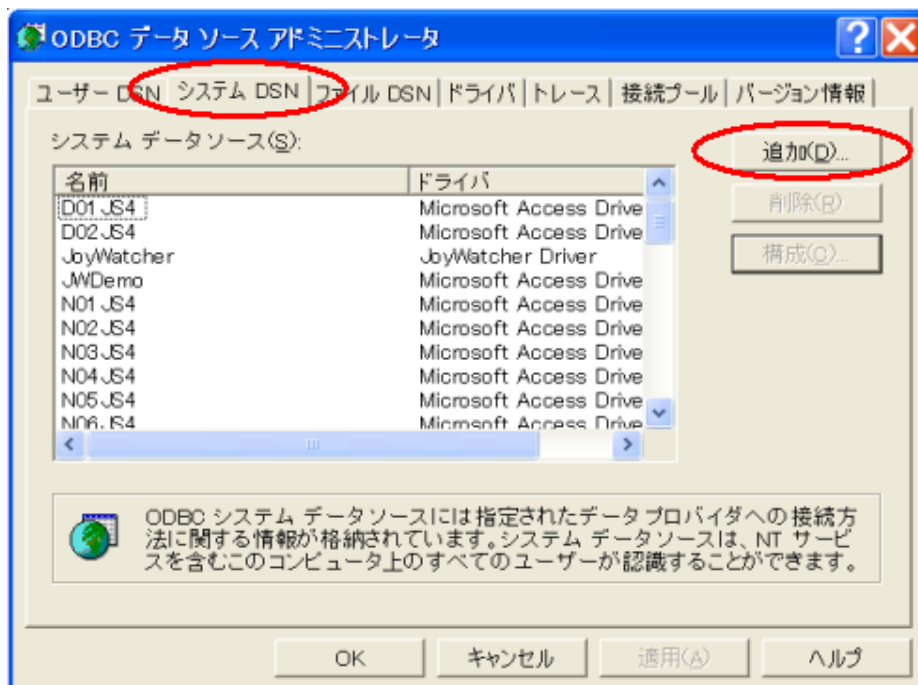 ODBC データ ソース アドミニストレータ
ユーザー DSN システム DSN ファイル DSN ドライバ トレース 接続プール バージョン情報
システム データソース(S):
追加(D)...
名前 ドライバ
削除(R)
D01JS4 Microsoft Access Drive
D02JS4 Microsoft Access Drive
構成(C)...
JoyWatcher JoyWatcher Driver
JWDemo Microsoft Access Drive
N01JS4 Microsoft Access Drive
N02JS4 Microsoft Access Drive
N03JS4 Microsoft Access Drive
N04JS4 Microsoft Access Drive
N05JS4 Microsoft Access Drive
N06JS4 Microsoft Access Drive
ODBC システム データソースには指定されたデータプロバイダへの接続方
法に関する情報が格納されています。システム データソースは、NT サービ
スを含むこのコンピュータ上のすべてのユーザーが認識することができます。
OK キャンセル 適用(A) ヘルプ